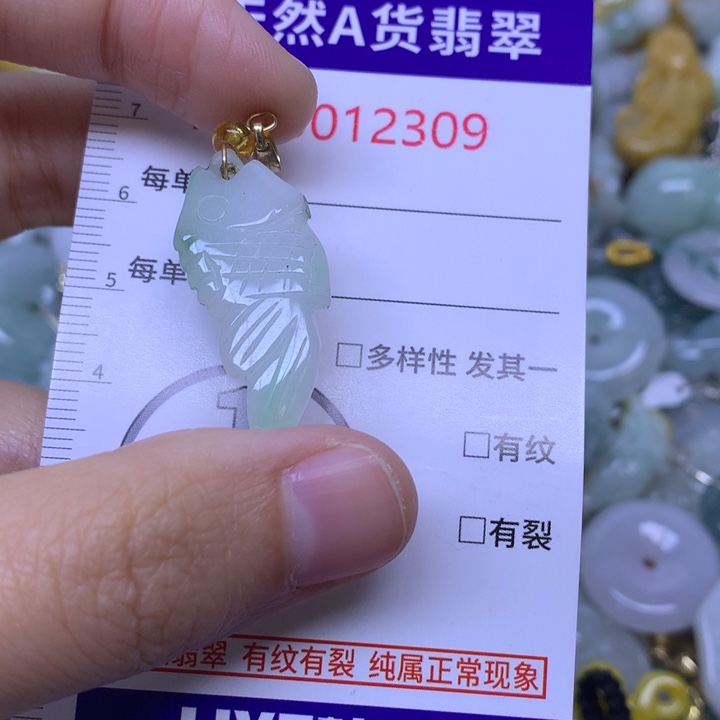 天然A货翡翠
012309
7
6
每单
5
每单
□多样性 发其一
4
□有纹
□有裂
翡翠 有纹有裂 纯属正常现象